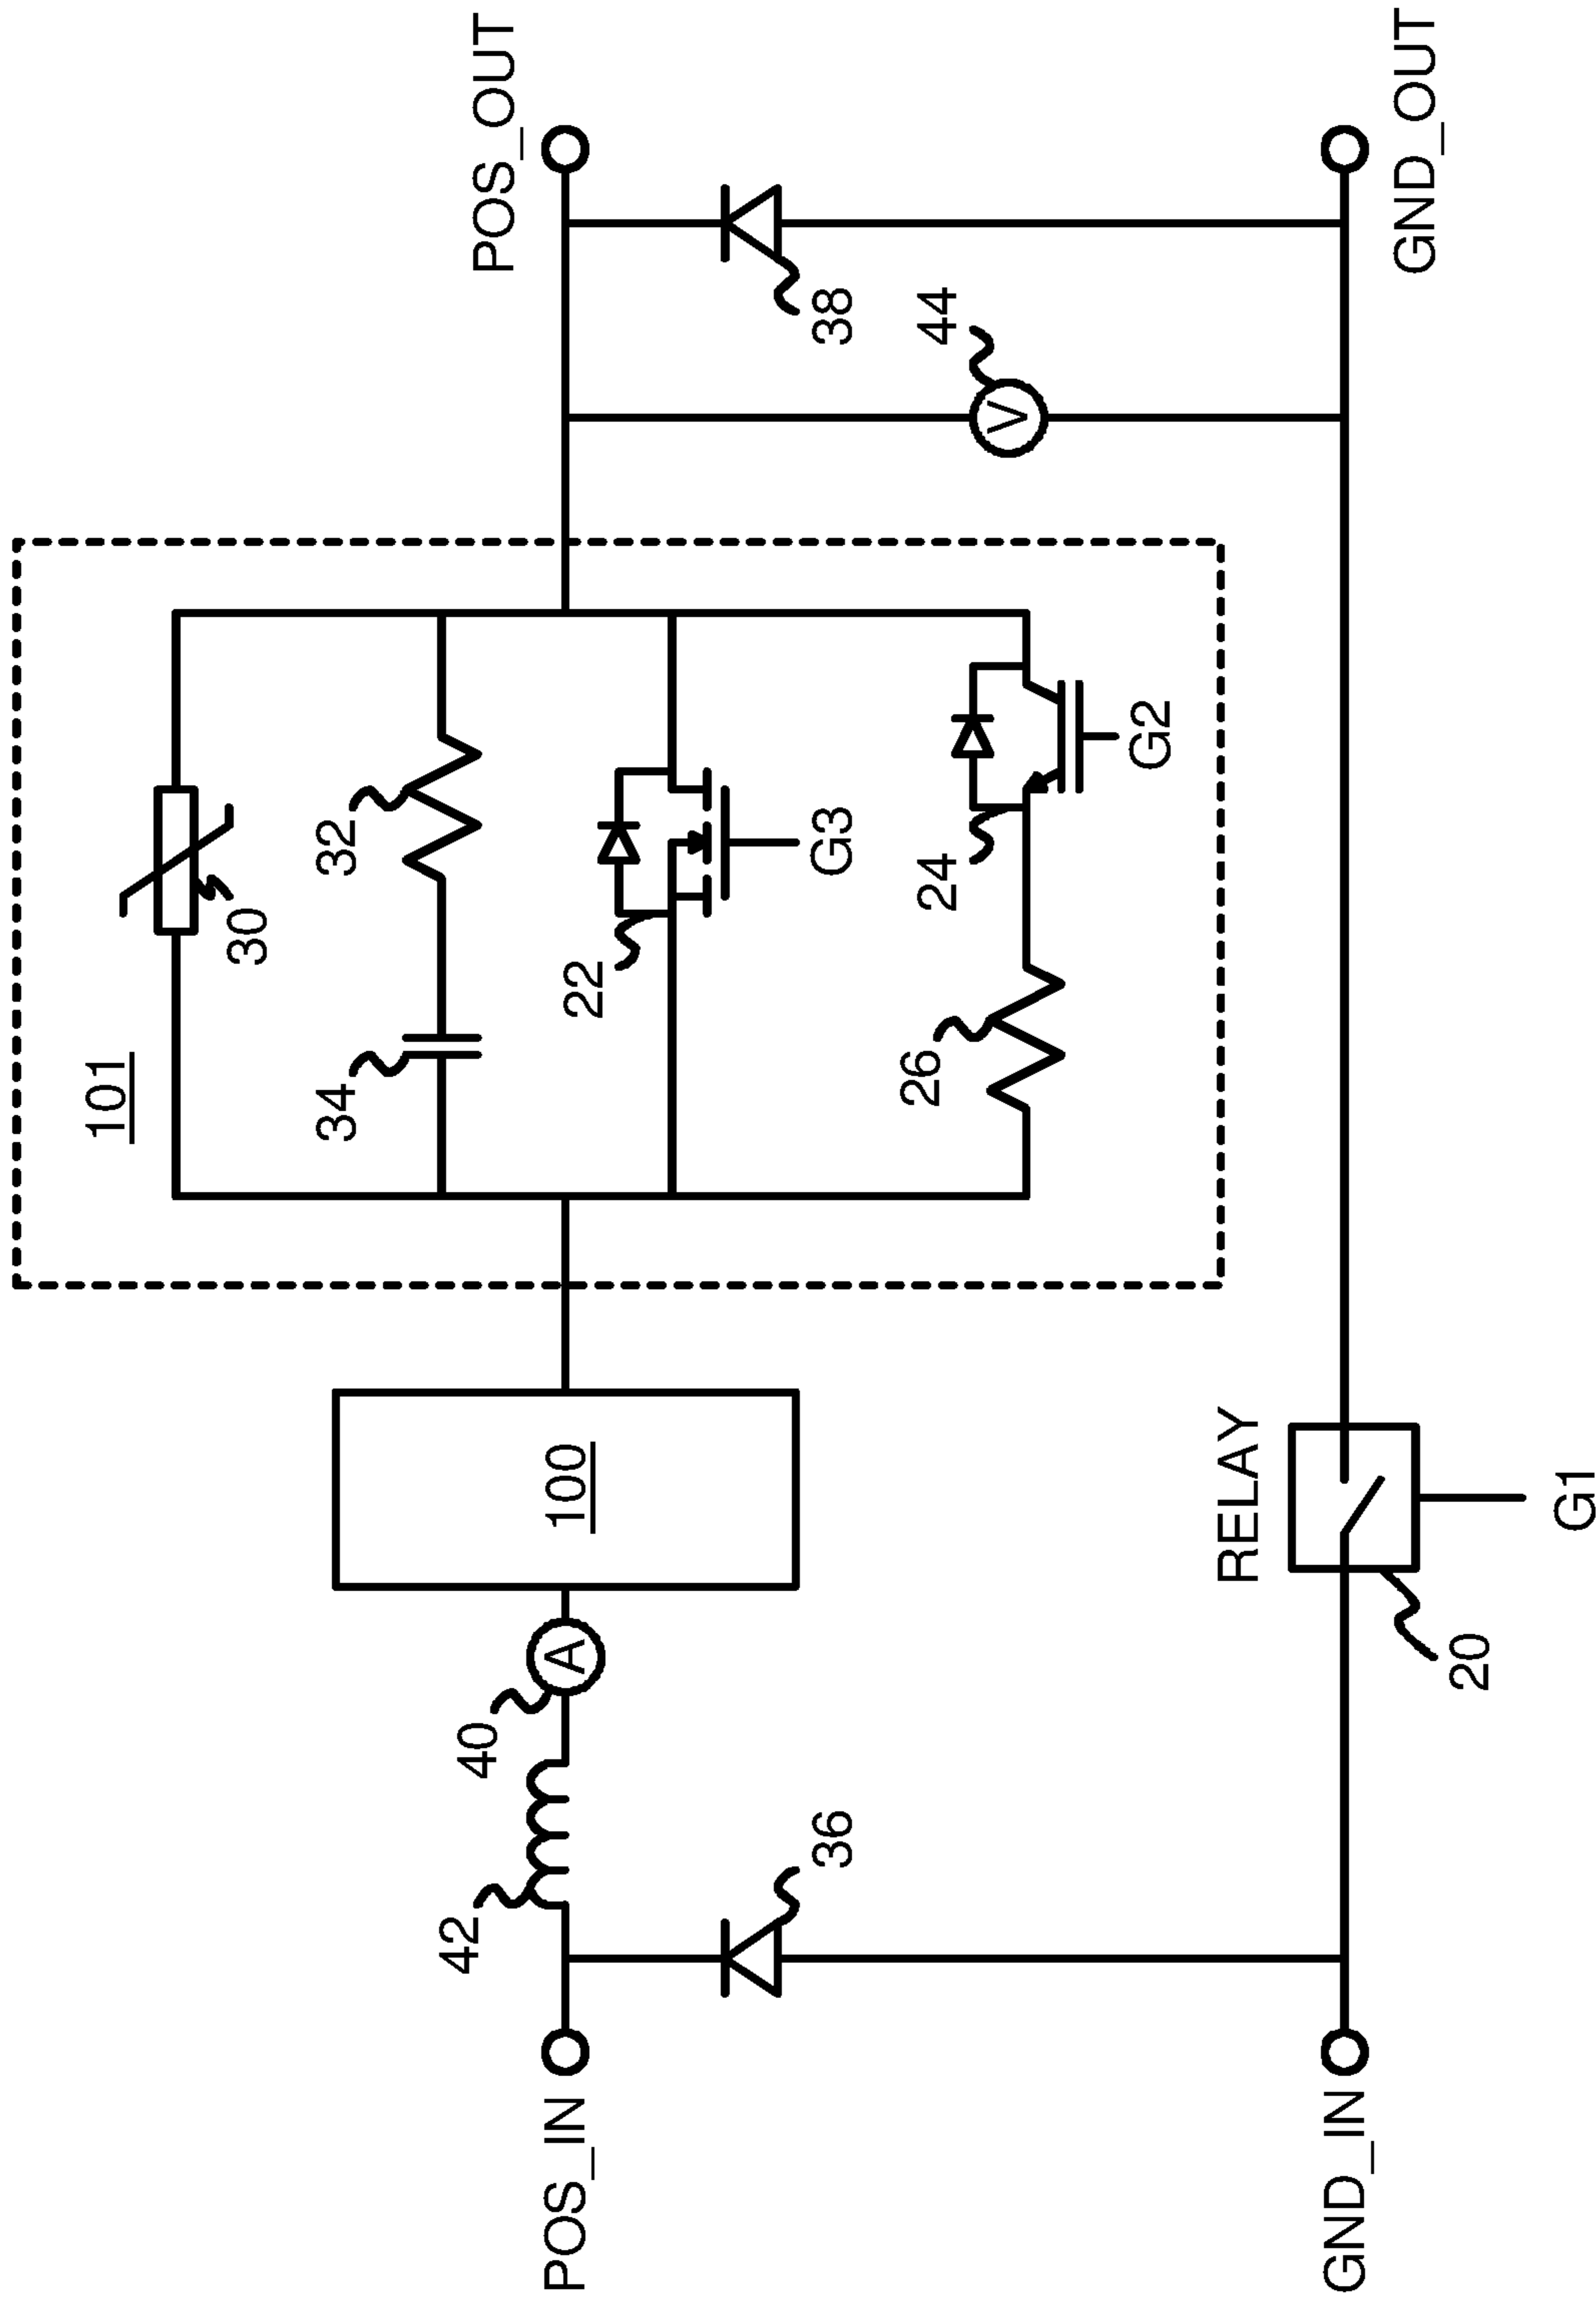 101
30
34
32
22
G3
26
24
G2
POS_IN
42
40
A
100
POS_OUT
36
38
44
V
RELAY
20
G1
GND_IN
GND_OUT